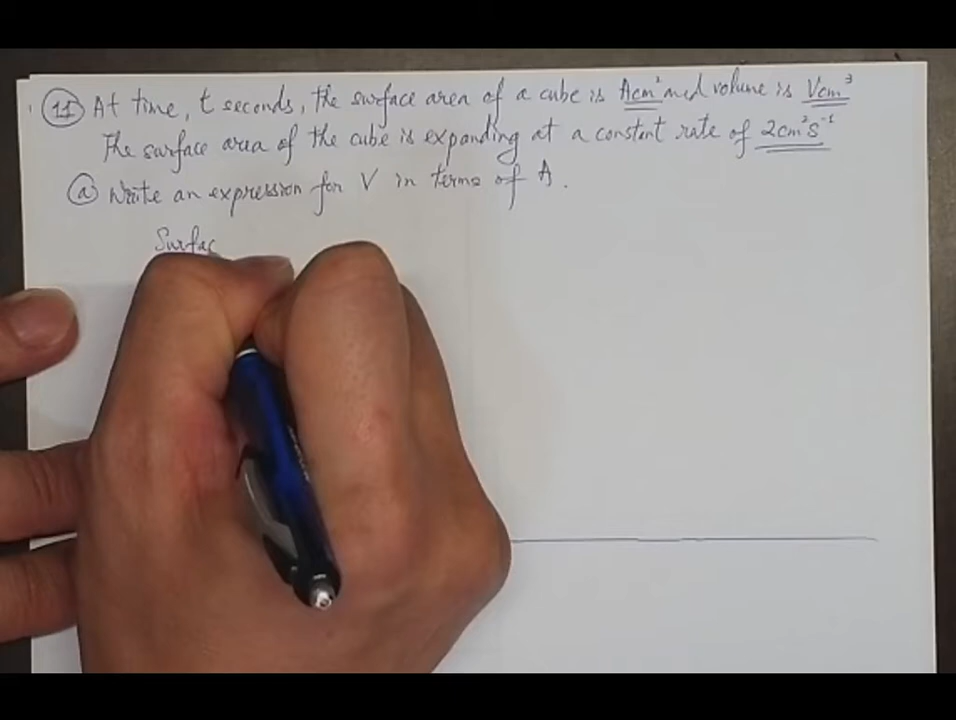 11 At time, t seconds, the surface area of a cube is A cm² and volume is V cm³
The surface area of the cube is expanding at a constant rate of 2 cm² s⁻¹
a Write an expression for V in terms of A.
Surfac